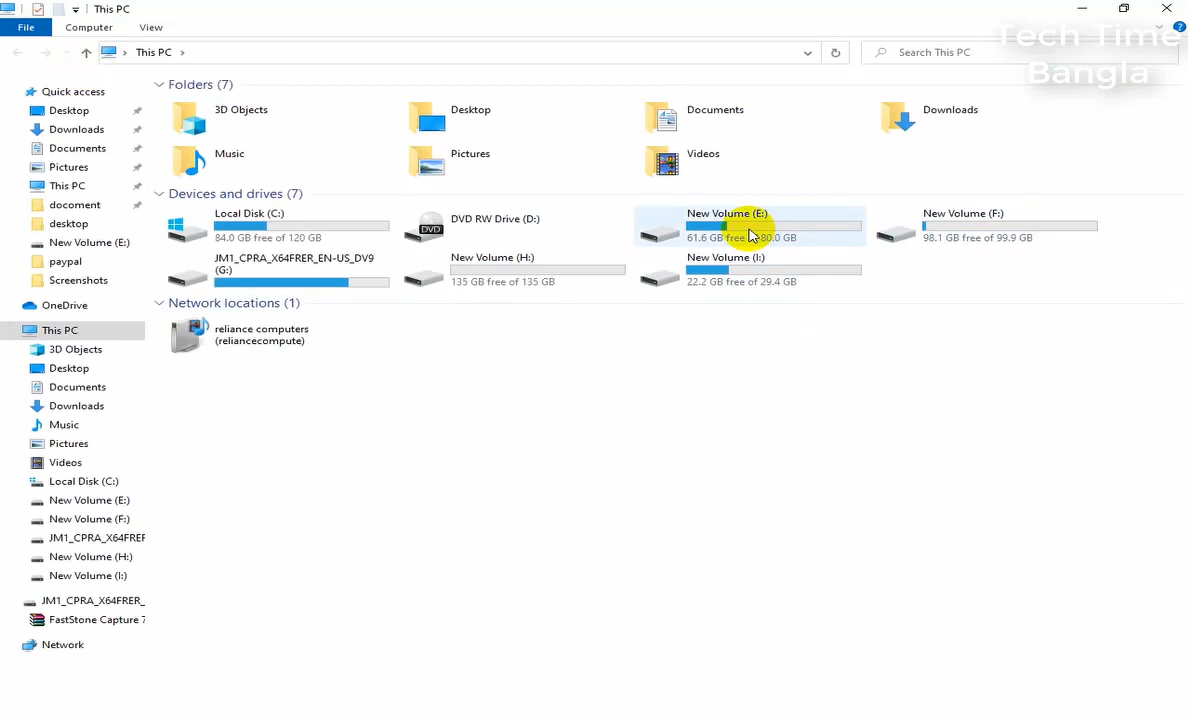 This PC
File Computer View
This PC
Search This PC
Tech Time
Bangla
Quick access
Desktop
Downloads
Documents
Pictures
This PC
docoment
desktop
New Volume (E:)
paypal
Screenshots
OneDrive
This PC
3D Objects
Desktop
Documents
Downloads
Music
Pictures
Videos
Local Disk (C:)
New Volume (E:)
New Volume (F:)
JM1_CPRA_X64FRER
New Volume (H:)
New Volume (I:)
JM1_CPRA_X64FRER_
FastStone Capture 7
Network
Folders (7)
3D Objects
Desktop
Documents
Downloads
Music
Pictures
Videos
Devices and drives (7)
Local Disk (C:)
84.0 GB free of 120 GB
DVD RW Drive (D:)
DVD
New Volume (E:)
61.6 GB free 80.0 GB
New Volume (F:)
98.1 GB free of 99.9 GB
JM1_CPRA_X64FRER_EN-US_DV9
(G:)
New Volume (H:)
135 GB free of 135 GB
New Volume (I:)
22.2 GB free of 29.4 GB
Network locations (1)
reliance computers
(reliancecompute)